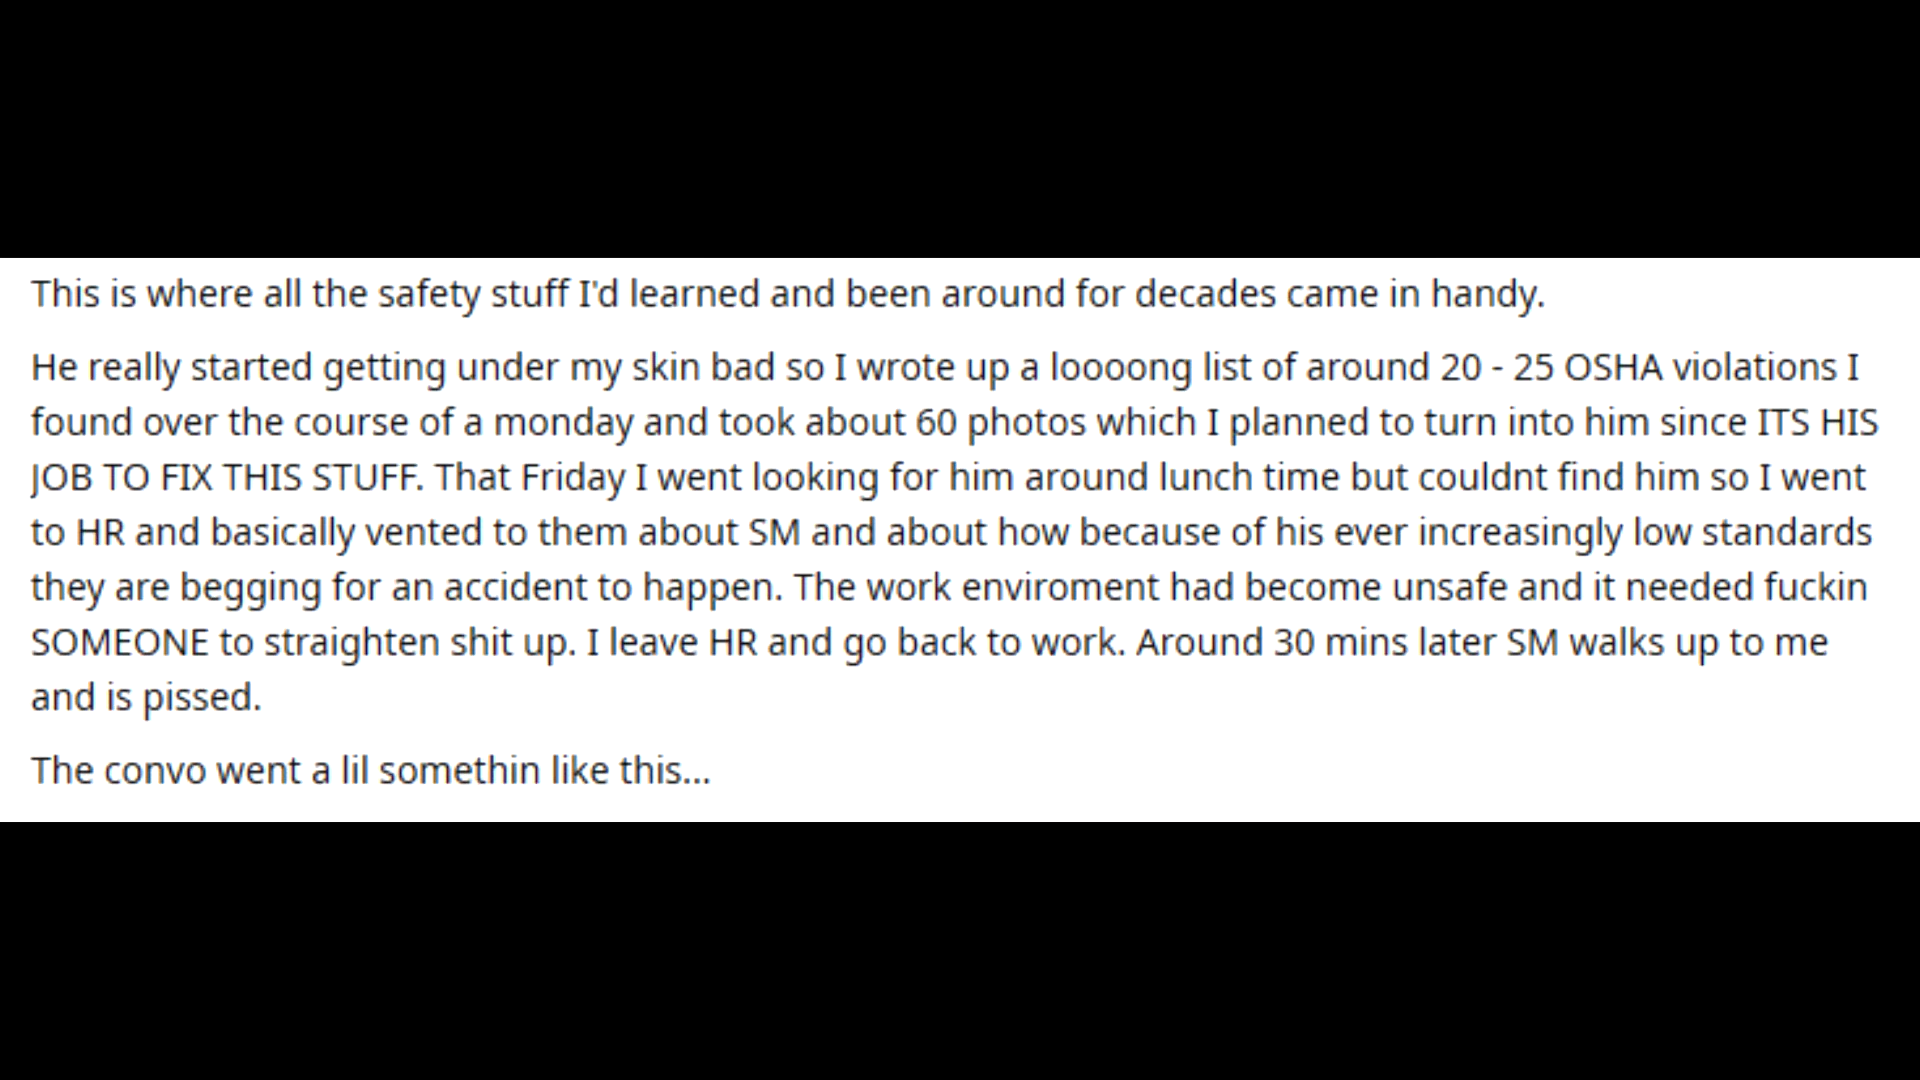 This is where all the safety stuff I'd learned and been around for decades came in handy.
He really started getting under my skin bad so I wrote up a loooong list of around 20 - 25 OSHA violations I
found over the course of a monday and took about 60 photos which I planned to turn into him since ITS HIS
JOB TO FIX THIS STUFF. That Friday I went looking for him around lunch time but couldnt find him so I went
to HR and basically vented to them about SM and about how because of his ever increasingly low standards
they are begging for an accident to happen. The work enviroment had become unsafe and it needed fuckin
SOMEONE to straighten shit up. I leave HR and go back to work. Around 30 mins later SM walks up to me
and is pissed.
The convo went a lil somethin like this...